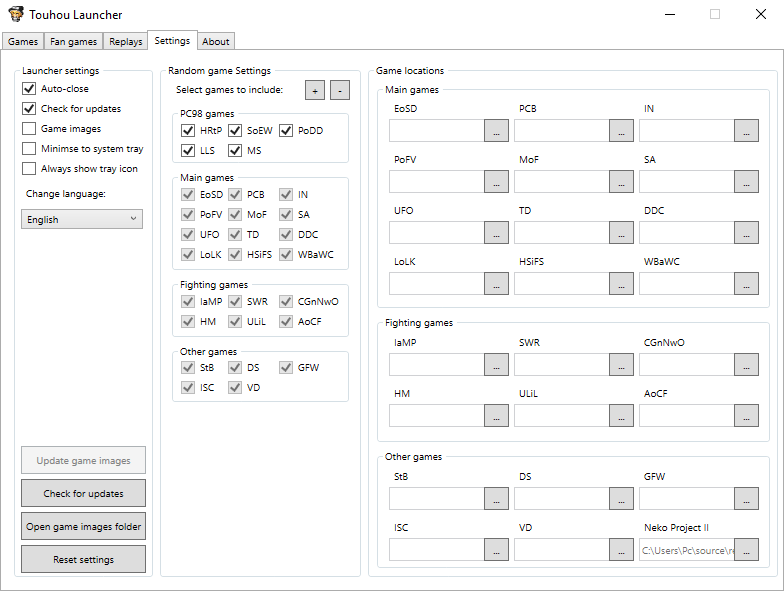 Touhou Launcher
Games Fan games Replays Settings About
Launcher settings
Auto-close
Check for updates
Game images
Minimse to system tray
Always show tray icon
Change language:
English
Update game images
Check for updates
Open game images folder
Reset settings
Random game Settings
Select games to include: + -
PC98 games
HRtP SoEW PoDD
LLS MS
Main games
EoSD PCB IN
PoFV MoF SA
UFO TD DDC
LoLK HSiFS WBaWC
Fighting games
IaMP SWR CGnNwO
HM ULiL AoCF
Other games
StB DS GFW
ISC VD
Game locations
Main games
EoSD PCB IN
... ... ...
PoFV MoF SA
... ... ...
UFO TD DDC
... ... ...
LoLK HSiFS WBaWC
... ... ...
Fighting games
IaMP SWR CGnNwO
... ... ...
HM ULiL AoCF
... ... ...
Other games
StB DS GFW
... ... ...
ISC VD Neko Project II
... ... C:\Users\Pc\source\re ...